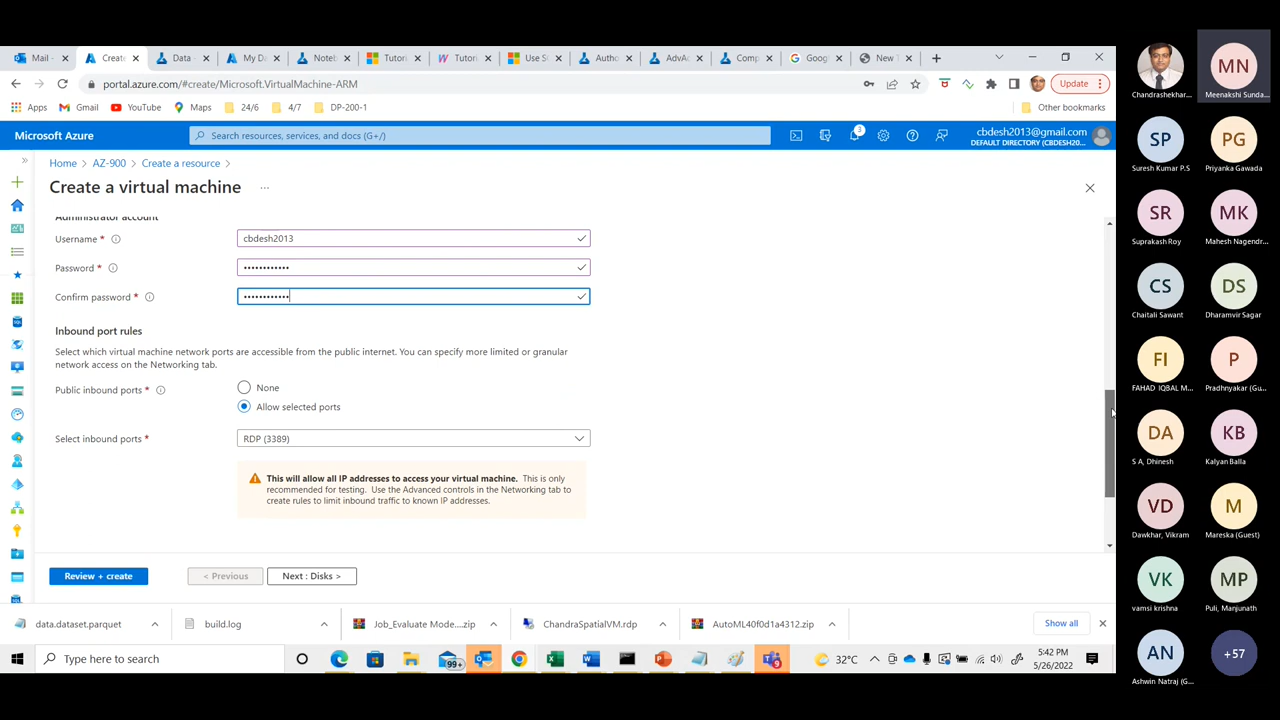 Mail -
Create
Data
My Da
Noteb
Tutori
Tutori
Use S
Autho
AdvA
Comp
Goog
New T
portal.azure.com/#create/Microsoft.VirtualMachine-ARM
Update
Apps
Gmail
YouTube
Maps
24/6
4/7
DP-200-1
Other bookmarks
Microsoft Azure
Search resources, services, and docs (G+/)
3
cbdesh2013@gmail.com
DEFAULT DIRECTORY (CBDESH20...
Home > AZ-900 > Create a resource >
Create a virtual machine
...
Administrator account
Username *
cbdesh2013
Password *
••••••••••••
Confirm password *
••••••••••••
Inbound port rules
Select which virtual machine network ports are accessible from the public internet. You can specify more limited or granular
network access on the Networking tab.
Public inbound ports *
None
Allow selected ports
Select inbound ports *
RDP (3389)
This will allow all IP addresses to access your virtual machine. This is only
recommended for testing. Use the Advanced controls in the Networking tab to
create rules to limit inbound traffic to known IP addresses.
Review + create
< Previous
Next : Disks >
data.dataset.parquet
build.log
Job_Evaluate Mode....zip
ChandraSpatialVM.rdp
AutoML40f0d1a4312.zip
Show all
Type here to search
99+
9
32°C
5:42 PM
5/26/2022
Chandrashekhar...
MN
Meenakshi Sunda...
SP
Suresh Kumar P.S
PG
Priyanka Gawada
SR
Suprakash Roy
MK
Mahesh Nagendr...
CS
Chaitali Sawant
DS
Dharamvir Sagar
FI
FAHAD IQBAL M...
P
Pradhnyakar (Gu...
DA
S A, Dhinesh
KB
Kalyan Balla
VD
Dawkhar, Vikram
M
Mareska (Guest)
VK
vamsi krishna
MP
Puli, Manjunath
AN
Ashwin Natraj (G...
+57